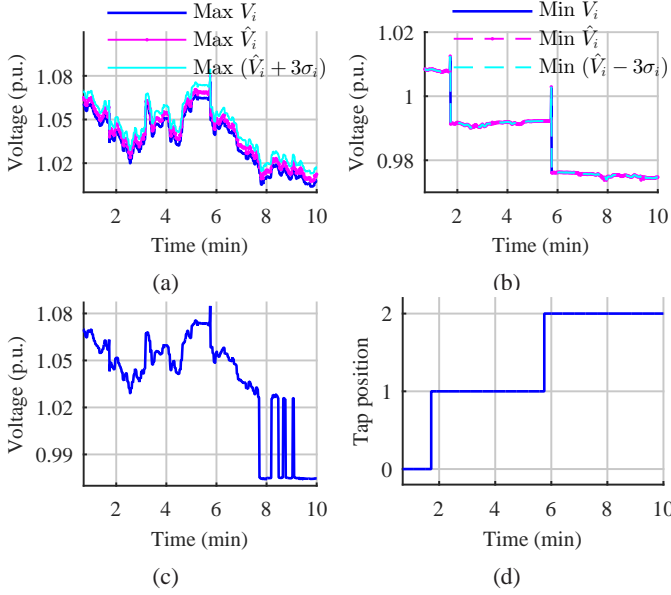 Max V_i
Max V̂_i
Max (V̂_i + 3σ_i)
1.08
1.05
1.02
Voltage (p.u.)
2 4 6 8 10
Time (min)
(a)
Min V_i
Min V̂_i
Min (V̂_i − 3σ_i)
1.02
1
0.98
Voltage (p.u.)
2 4 6 8 10
Time (min)
(b)
1.08
1.05
1.02
0.99
Voltage (p.u.)
2 4 6 8 10
Time (min)
(c)
2
1
0
Tap position
2 4 6 8 10
Time (min)
(d)